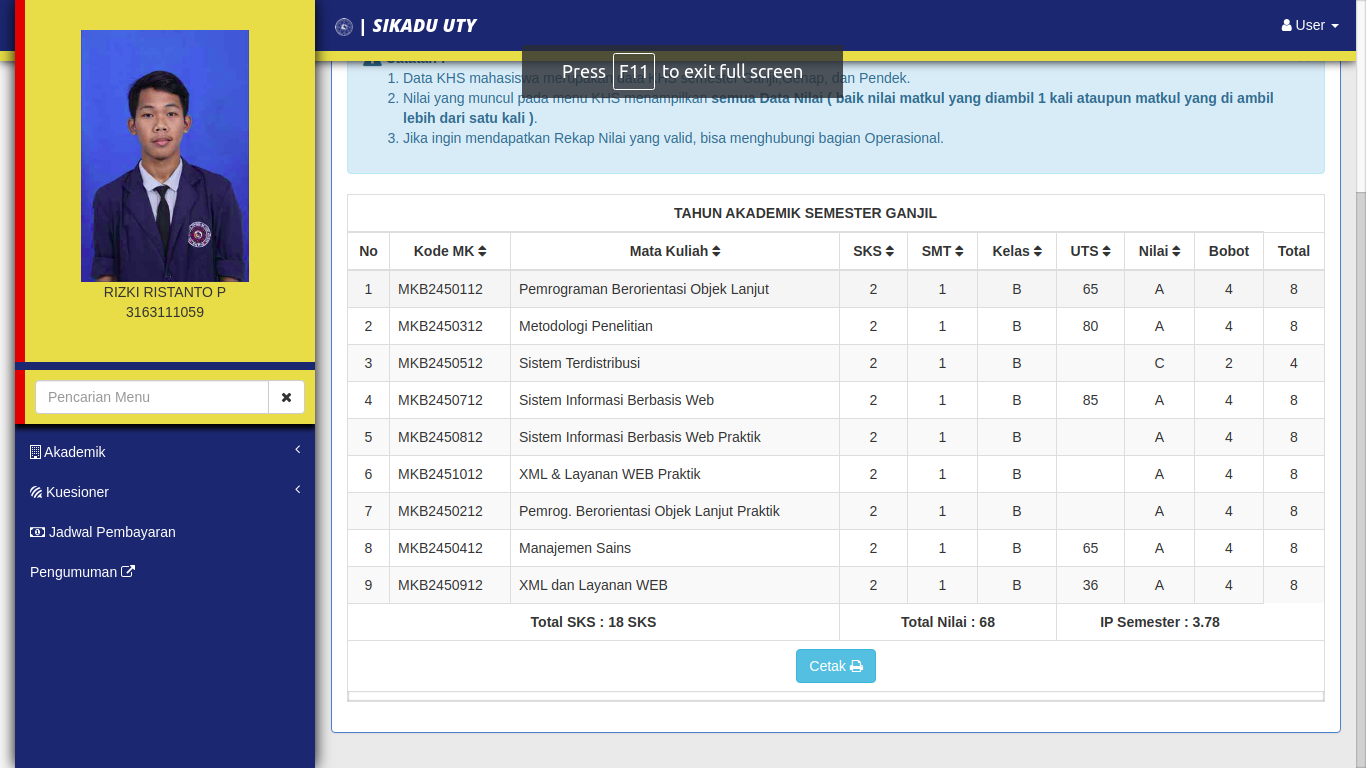 | SIKADU UTY
User
Press F11 to exit full screen
RIZKI RISTANTO P
3163111059
Pencarian Menu
Akademik
Kuesioner
Jadwal Pembayaran
Pengumuman
1. Data KHS mahasiswa merupakan data KHS semester Ganjil,Genap, dan Pendek.
2. Nilai yang muncul pada menu KHS menampilkan semua Data Nilai ( baik nilai matkul yang diambil 1 kali ataupun matkul yang di ambil
lebih dari satu kali ).
3. Jika ingin mendapatkan Rekap Nilai yang valid, bisa menghubungi bagian Operasional.
TAHUN AKADEMIK SEMESTER GANJIL
No Kode MK Mata Kuliah SKS SMT Kelas UTS Nilai Bobot Total
1 MKB2450112 Pemrograman Berorientasi Objek Lanjut 2 1 B 65 A 4 8
2 MKB2450312 Metodologi Penelitian 2 1 B 80 A 4 8
3 MKB2450512 Sistem Terdistribusi 2 1 B C 2 4
4 MKB2450712 Sistem Informasi Berbasis Web 2 1 B 85 A 4 8
5 MKB2450812 Sistem Informasi Berbasis Web Praktik 2 1 B A 4 8
6 MKB2451012 XML & Layanan WEB Praktik 2 1 B A 4 8
7 MKB2450212 Pemrog. Berorientasi Objek Lanjut Praktik 2 1 B A 4 8
8 MKB2450412 Manajemen Sains 2 1 B 65 A 4 8
9 MKB2450912 XML dan Layanan WEB 2 1 B 36 A 4 8
Total SKS : 18 SKS Total Nilai : 68 IP Semester : 3.78
Cetak